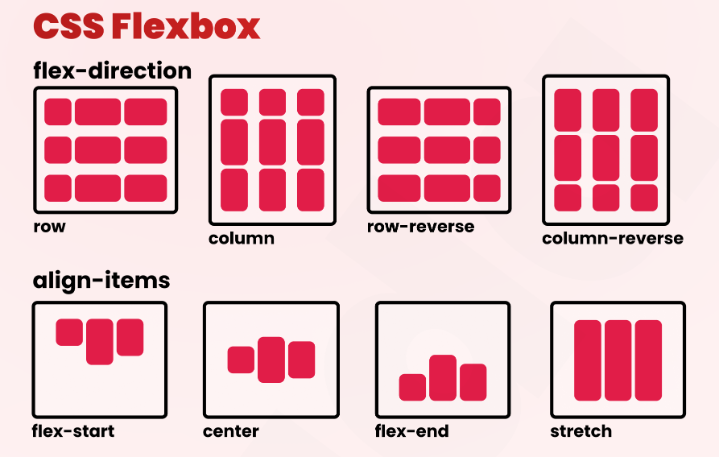 CSS Flexbox
flex-direction
row
column
row-reverse
column-reverse
align-items
flex-start
center
flex-end
stretch